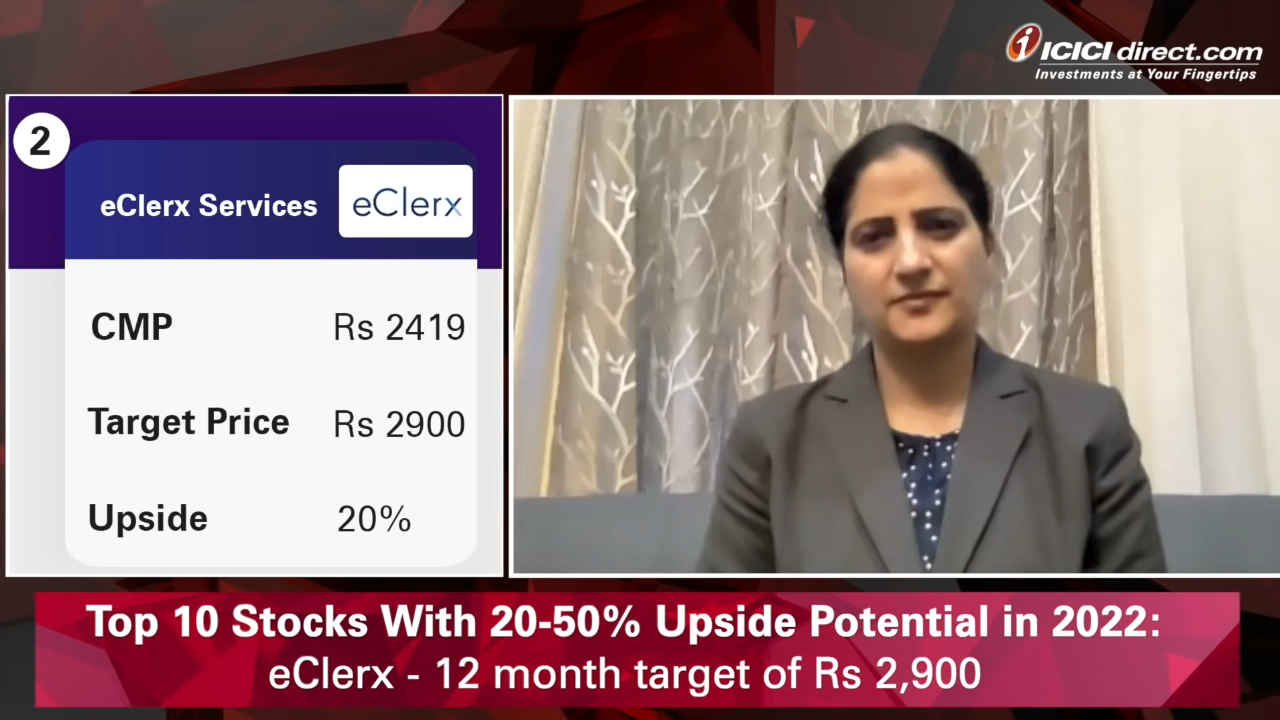 ICICI direct.com
Investments at Your Fingertips
2
eClerx Services
eClerx
CMP Rs 2419
Target Price Rs 2900
Upside 20%
Top 10 Stocks With 20-50% Upside Potential in 2022:
eClerx - 12 month target of Rs 2,900